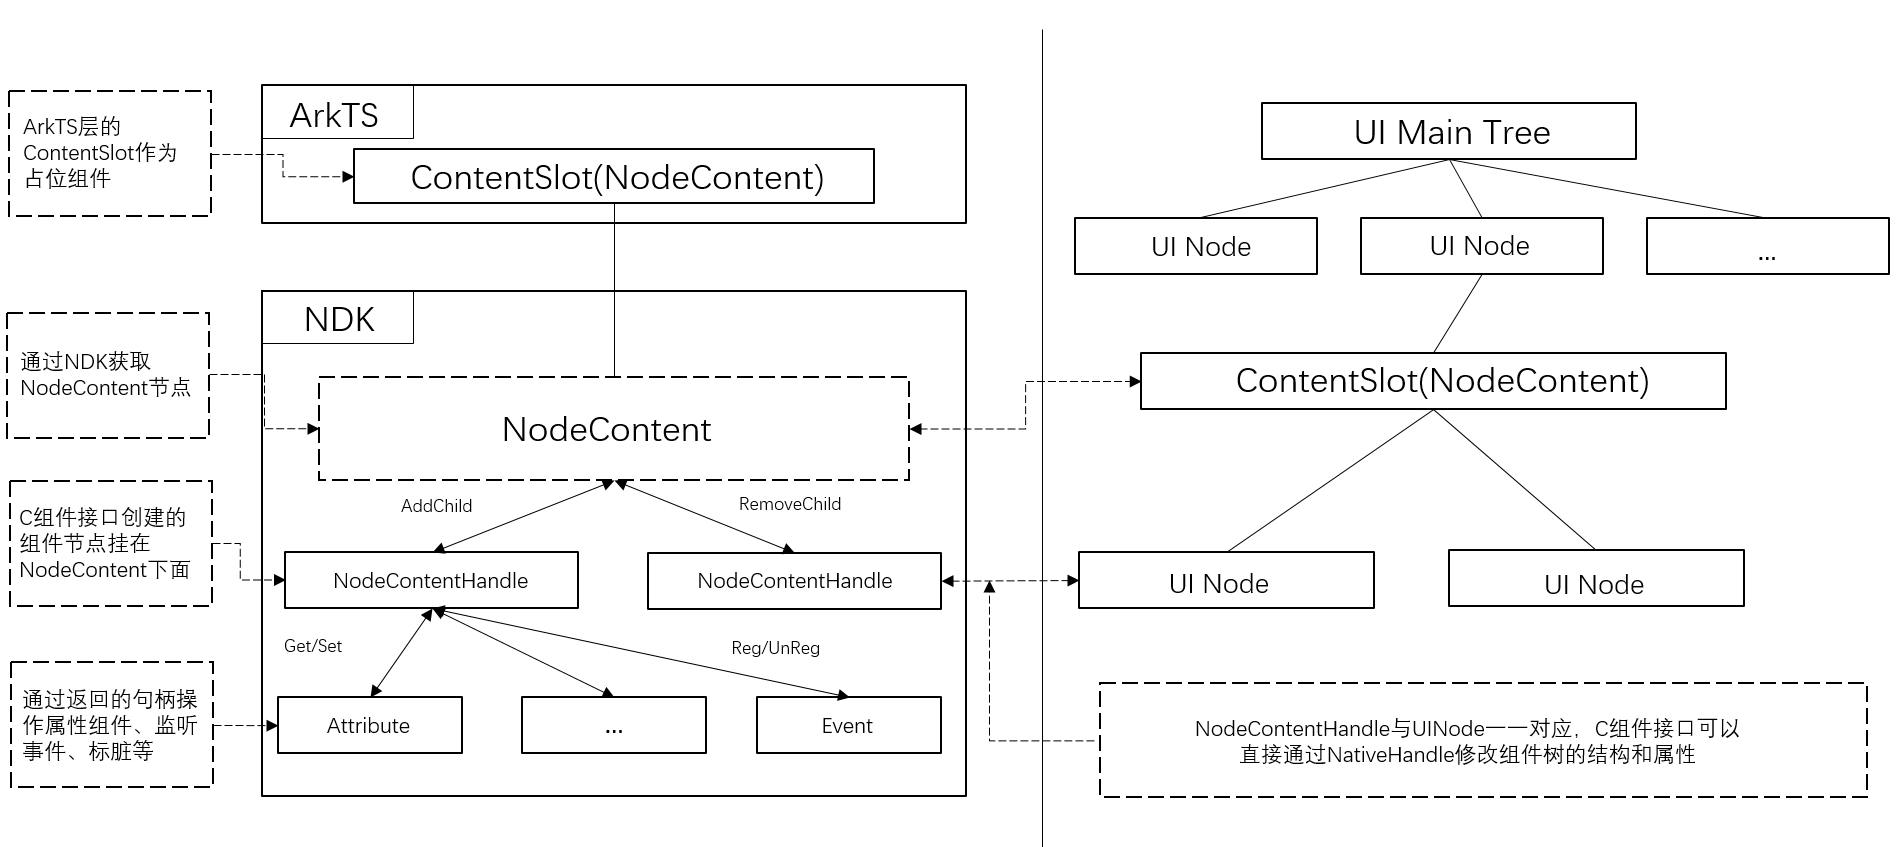 ArkTS层的
ContentSlot作为
占位组件
ArkTS
ContentSlot(NodeContent)
通过NDK获取
NodeContent节点
NDK
NodeContent
C组件接口创建的
组件节点挂在
NodeContent下面
AddChild
RemoveChild
NodeContentHandle
NodeContentHandle
通过返回的句柄操
作属性组件、监听
事件、标脏等
Get/Set
Reg/UnReg
Attribute
...
Event
UI Main Tree
UI Node
UI Node
...
ContentSlot(NodeContent)
UI Node
UI Node
NodeContentHandle与UINode一一对应，C组件接口可以
直接通过NativeHandle修改组件树的结构和属性